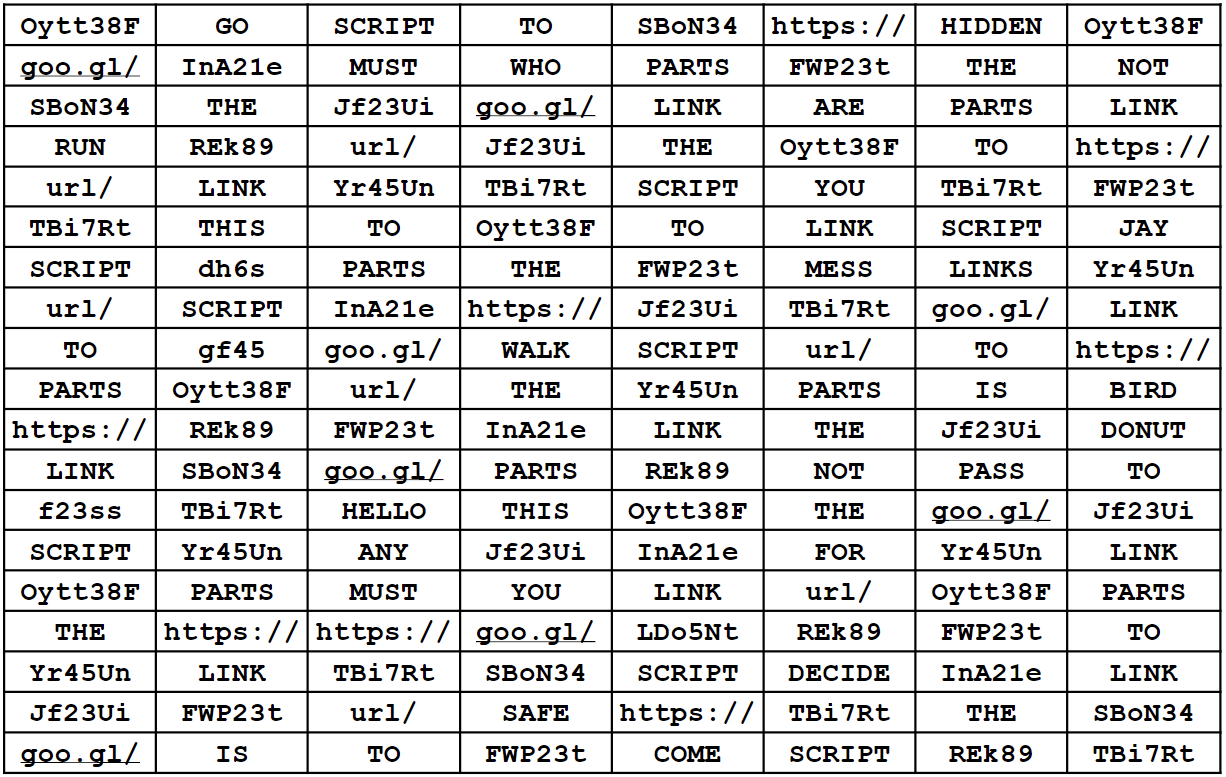 Oytt38F GO SCRIPT TO SBoN34 https:// HIDDEN Oytt38F
goo.gl/ InA21e MUST WHO PARTS FWP23t THE NOT
SBoN34 THE Jf23Ui goo.gl/ LINK ARE PARTS LINK
RUN REk89 url/ Jf23Ui THE Oytt38F TO https://
url/ LINK Yr45Un TBi7Rt SCRIPT YOU TBi7Rt FWP23t
TBi7Rt THIS TO Oytt38F TO LINK SCRIPT JAY
SCRIPT dh6s PARTS THE FWP23t MESS LINKS Yr45Un
url/ SCRIPT InA21e https:// Jf23Ui TBi7Rt goo.gl/ LINK
TO gf45 goo.gl/ WALK SCRIPT url/ TO https://
PARTS Oytt38F url/ THE Yr45Un PARTS IS BIRD
https:// REk89 FWP23t InA21e LINK THE Jf23Ui DONUT
LINK SBoN34 goo.gl/ PARTS REk89 NOT PASS TO
f23ss TBi7Rt HELLO THIS Oytt38F THE goo.gl/ Jf23Ui
SCRIPT Yr45Un ANY Jf23Ui InA21e FOR Yr45Un LINK
Oytt38F PARTS MUST YOU LINK url/ Oytt38F PARTS
THE https:// https:// goo.gl/ LDo5Nt REk89 FWP23t TO
Yr45Un LINK TBi7Rt SBoN34 SCRIPT DECIDE InA21e LINK
Jf23Ui FWP23t url/ SAFE https:// TBi7Rt THE SBoN34
goo.gl/ IS TO FWP23t COME SCRIPT REk89 TBi7Rt